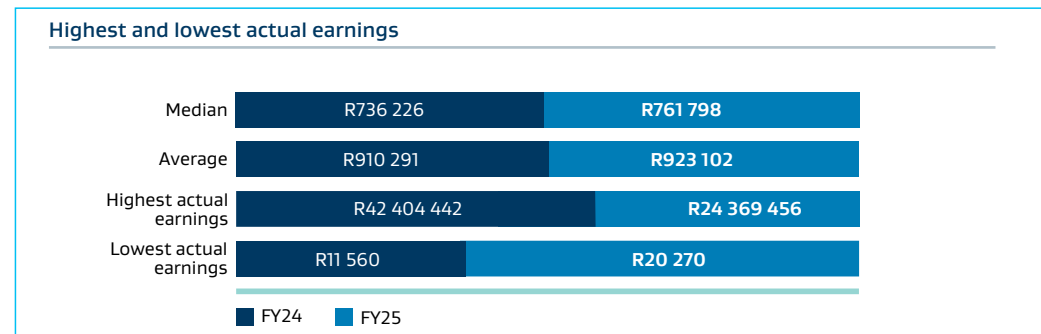 Highest and lowest actual earnings
Median R736 226 R761 798
Average R910 291 R923 102
Highest actual
earnings R42 404 442 R24 369 456
Lowest actual
earnings R11 560 R20 270
FY24 FY25